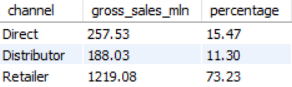 channel gross_sales_mln percentage
Direct 257.53 15.47
Distributor 188.03 11.30
Retailer 1219.08 73.23